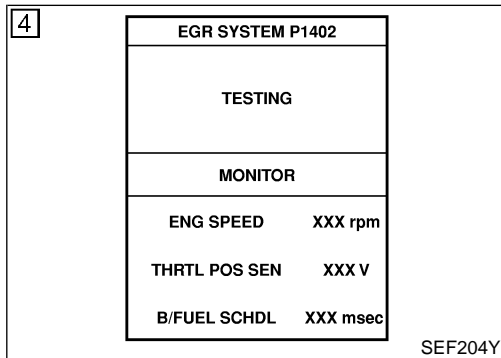 4
EGR SYSTEM P1402
TESTING
MONITOR
ENG SPEED XXX rpm
THRTL POS SEN XXX V
B/FUEL SCHDL XXX msec
SEF204Y